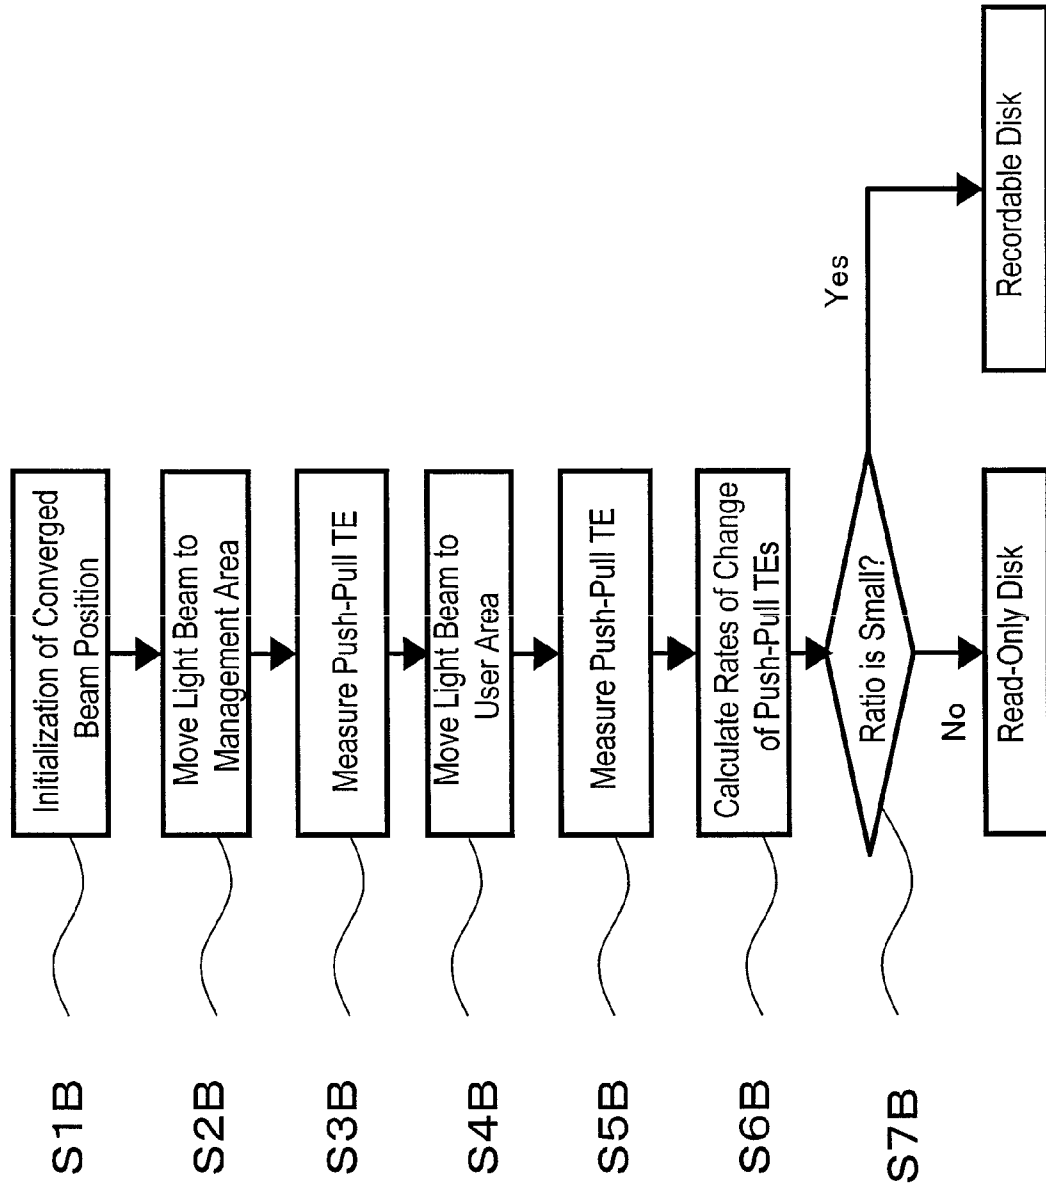 S1B
Initialization of Converged
Beam Position
S2B
Move Light Beam to
Management Area
S3B
Measure Push-Pull TE
S4B
Move Light Beam to
User Area
S5B
Measure Push-Pull TE
S6B
Calculate Rates of Change
of Push-Pull TEs
S7B
Ratio is Small?
Yes
No
Read-Only Disk
Recordable Disk